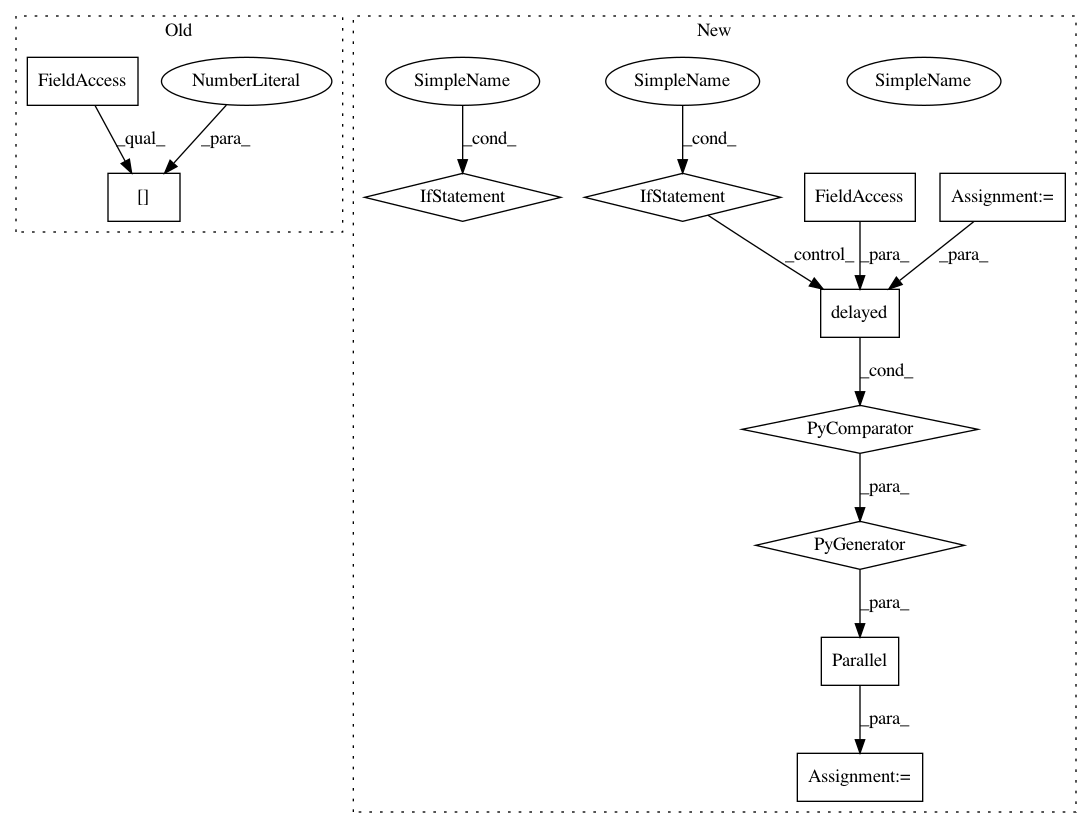 Old
New
FieldAccess
NumberLiteral
SimpleName
SimpleName
SimpleName
_qual_
_para_
_cond_
_cond_
[]
IfStatement
IfStatement
FieldAccess
Assignment:=
_control_
_para_
_para_
delayed
_cond_
PyComparator
_para_
PyGenerator
_para_
Parallel
_para_
Assignment:=